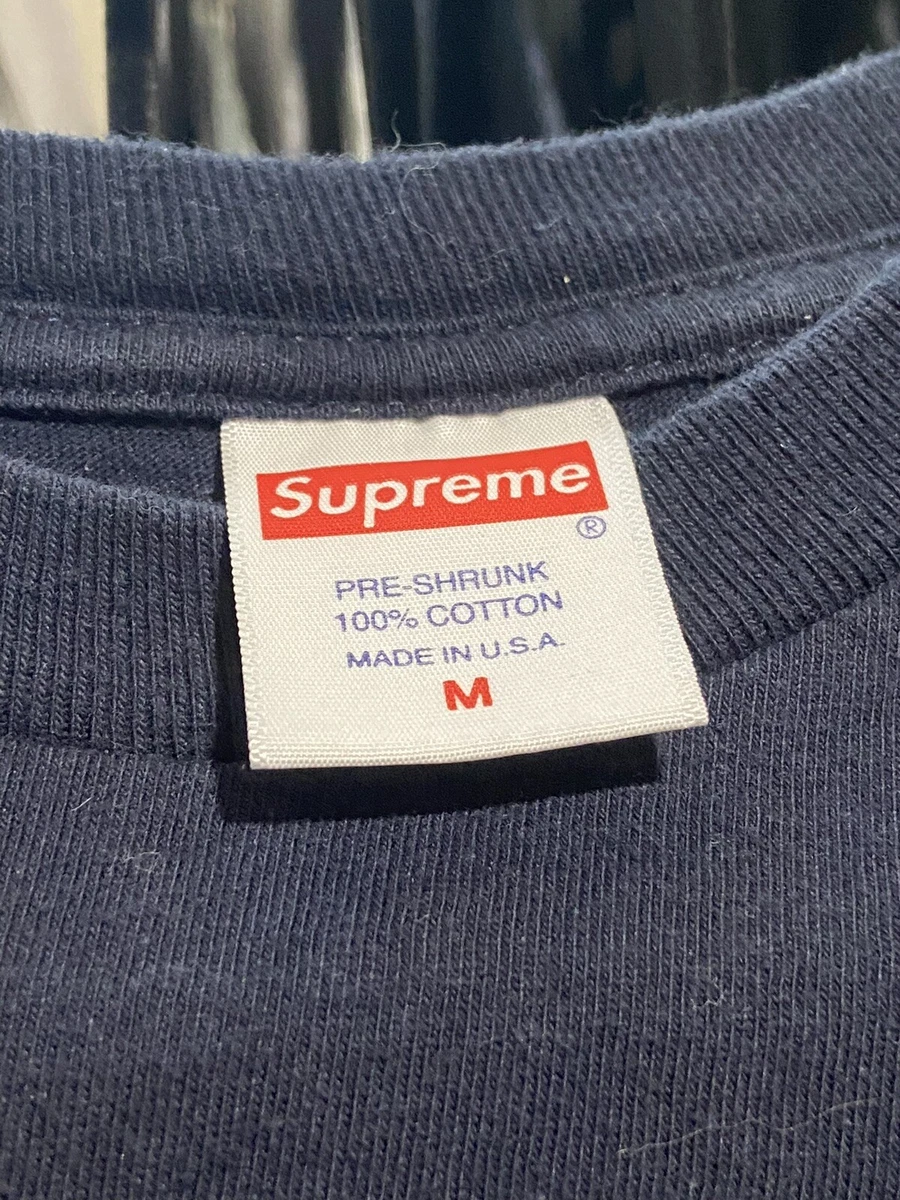 Supreme
®
PRE-SHRUNK
100% COTTON
MADE IN U.S.A.
M